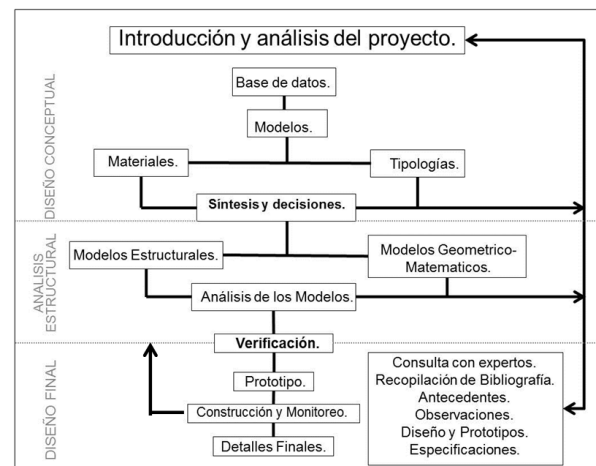 Introducción y análisis del proyecto.
DISEÑO CONCEPTUAL
Base de datos.
Modelos.
Materiales.
Tipologías.
Síntesis y decisiones.
ANALISIS
ESTRUCTURAL
Modelos Estructurales.
Modelos Geometrico-
Matematicos.
Análisis de los Modelos.
Verificación.
DISEÑO FINAL
Prototipo.
Construcción y Monitoreo.
Detalles Finales.
Consulta con expertos.
Recopilación de Bibliografía.
Antecedentes.
Observaciones.
Diseño y Prototipos.
Especificaciones.